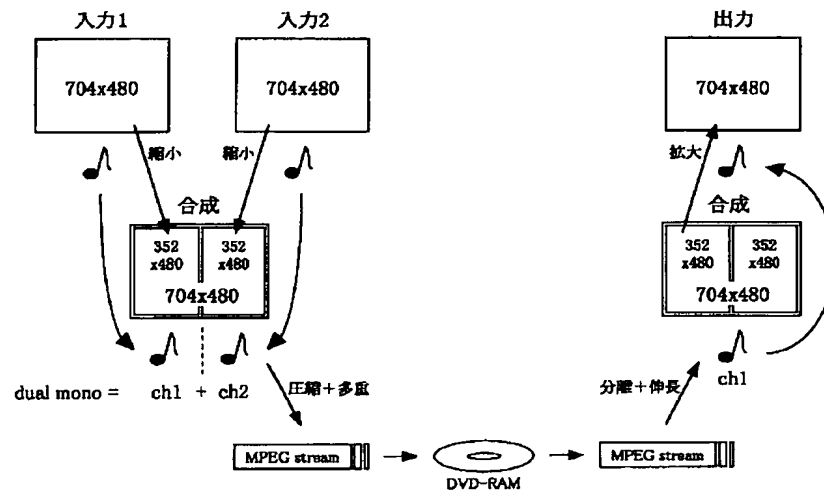 入力1
入力2
出力
704x480
704x480
704x480
縮小
縮小
拡大
合成
合成
352
x480
352
x480
704x480
352
x480
352
x480
704x480
dual mono = ch1 + ch2
圧縮+多重
分離+伸長
ch1
MPEG stream
DVD-RAM
MPEG stream